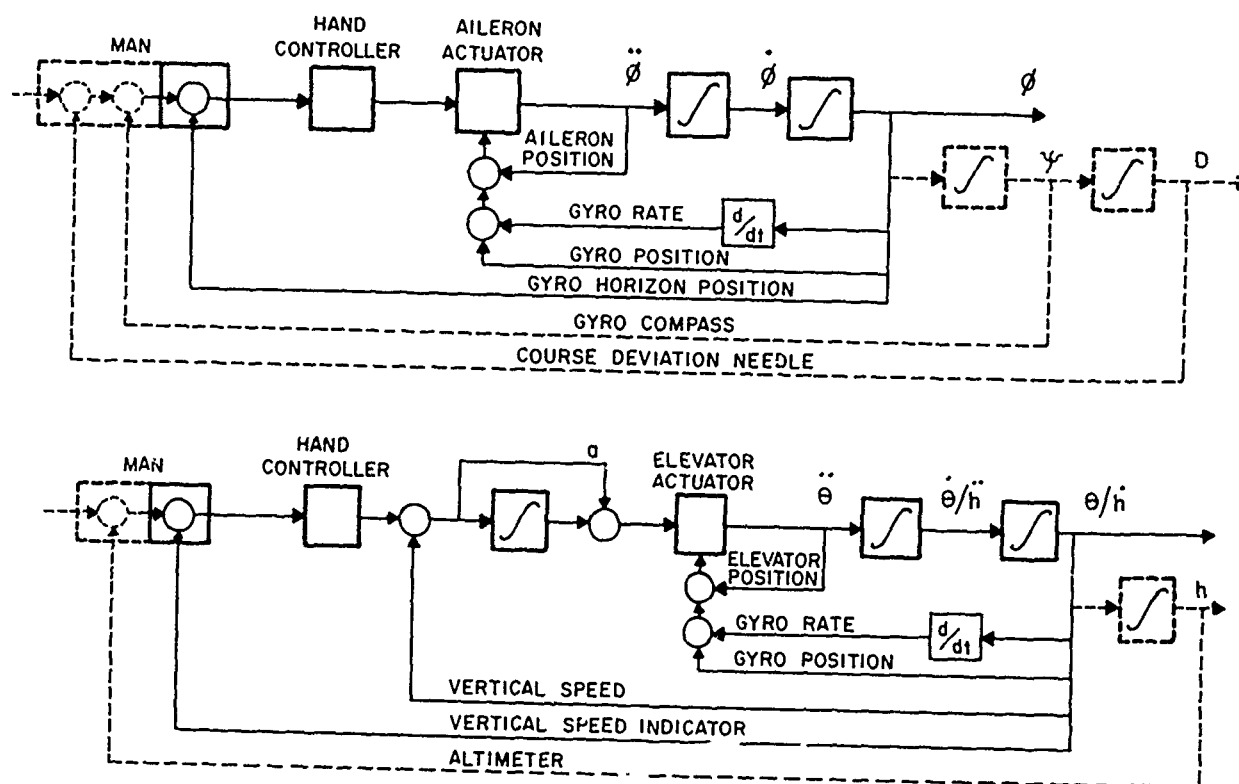 MAN
HAND
CONTROLLER
AILERON
ACTUATOR
φ̈
∫
φ̇
∫
φ
AILERON
POSITION
∫
ψ
∫
D
GYRO RATE
d/dt
GYRO POSITION
GYRO HORIZON POSITION
GYRO COMPASS
COURSE DEVIATION NEEDLE
MAN
HAND
CONTROLLER
a
ELEVATOR
ACTUATOR
∫
θ̈
∫
θ̇/ḧ
∫
θ/ḣ
ELEVATOR
POSITION
∫
h
GYRO RATE
d/dt
GYRO POSITION
VERTICAL SPEED
VERTICAL SPEED INDICATOR
ALTIMETER